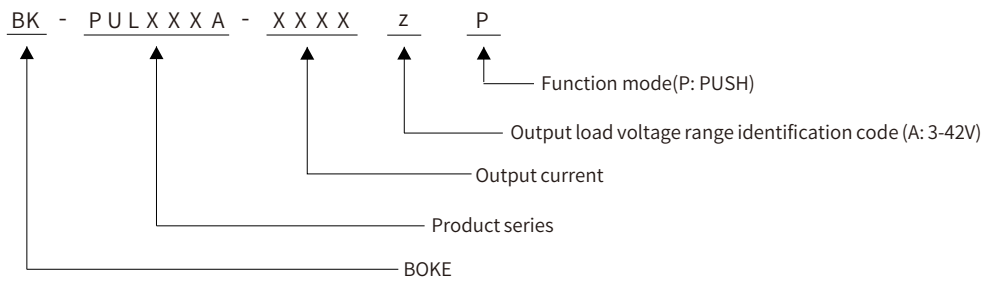 BK - PULXXXA - XXXX z P
Function mode(P: PUSH)
Output load voltage range identification code (A: 3-42V)
Output current
Product series
BOKE